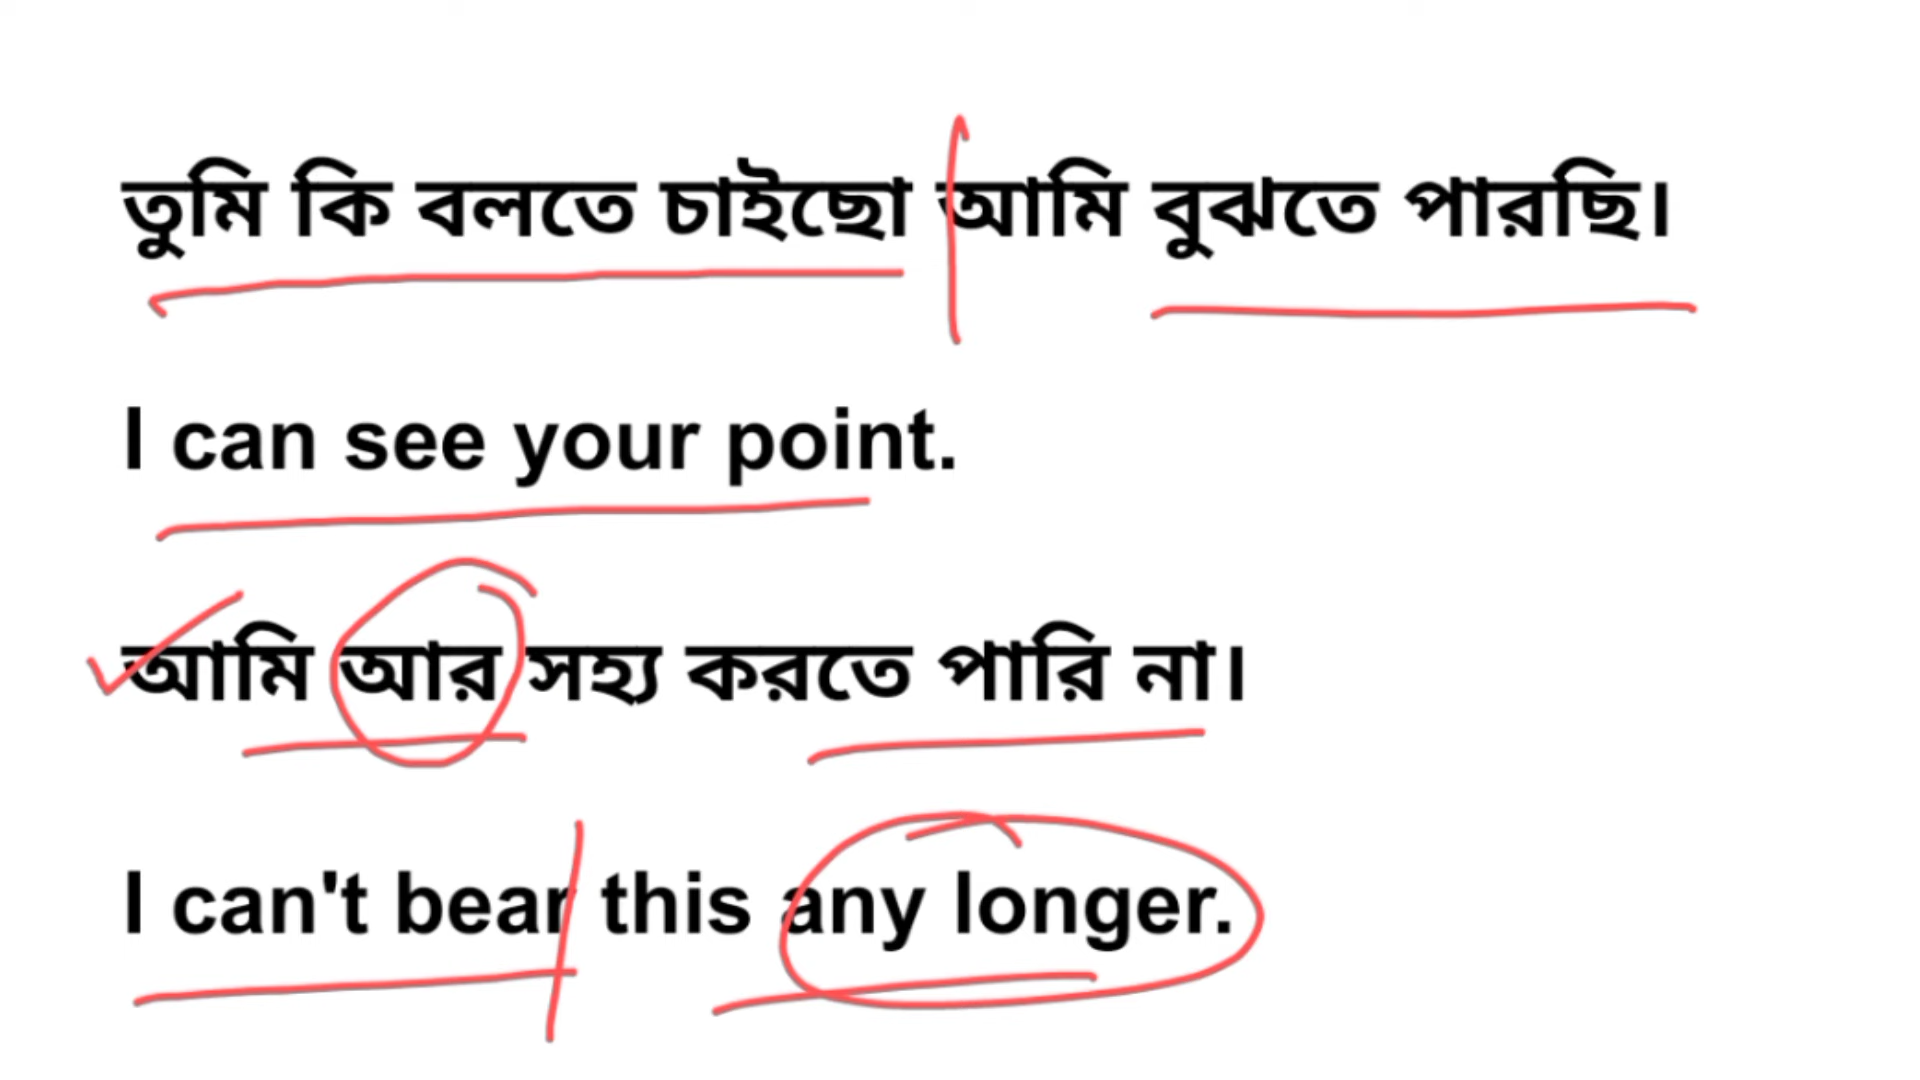 তুমি কি বলতে চাইছো আমি বুঝতে পারছি।
I can see your point.
আমি আর সহ্য করতে পারি না।
I can't bear this any longer.